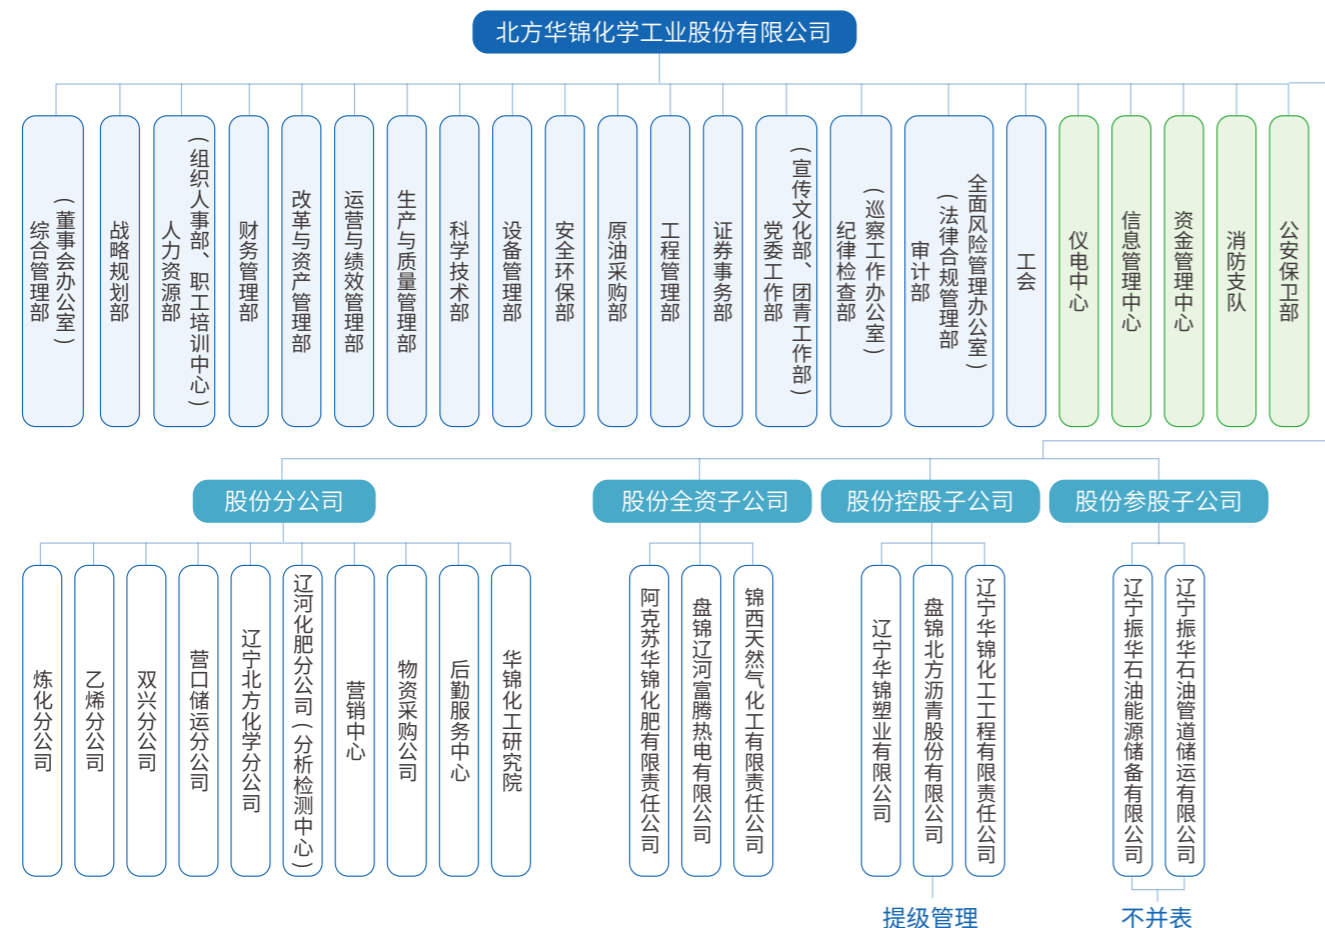 北方华锦化学工业股份有限公司
综合管理部
(董事会办公室)
战略规划部
人力资源部
(组织人事部、职工培训中心)
财务管理部
改革与资产管理部
运营与绩效管理部
生产与质量管理部
科学技术部
设备管理部
安全环保部
原油采购部
工程管理部
证券事务部
党委工作部
(宣传文化部、团青工作部)
纪律检查部
(巡察工作办公室)
审计部
(法律合规管理部
全面风险管理办公室)
工会
仪电中心
信息管理中心
资金管理中心
消防支队
公安保卫部
股份分公司
股份全资子公司
股份控股子公司
股份参股子公司
炼化分公司
乙烯分公司
双兴分公司
营口储运分公司
辽宁北方化学分公司
辽河化肥分公司(分析检测中心)
营销中心
物资采购公司
后勤服务中心
华锦化工研究院
阿克苏华锦化肥有限责任公司
盘锦辽河富腾热电有限公司
锦西天然气化工有限责任公司
辽宁华锦塑业有限公司
盘锦北方沥青股份有限公司
辽宁华锦化工工程有限责任公司
辽宁振华石油能源储备有限公司
辽宁振华石油管道储运有限公司
提级管理
不并表